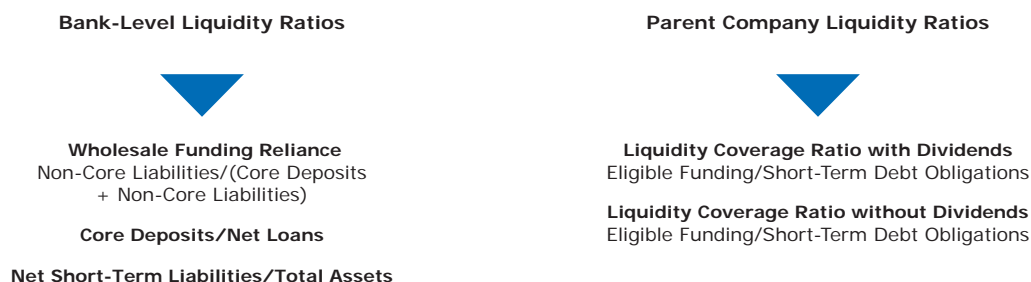 Bank-Level Liquidity Ratios
Wholesale Funding Reliance
Non-Core Liabilities/(Core Deposits
+ Non-Core Liabilities)
Core Deposits/Net Loans
Net Short-Term Liabilities/Total Assets
Parent Company Liquidity Ratios
Liquidity Coverage Ratio with Dividends
Eligible Funding/Short-Term Debt Obligations
Liquidity Coverage Ratio without Dividends
Eligible Funding/Short-Term Debt Obligations